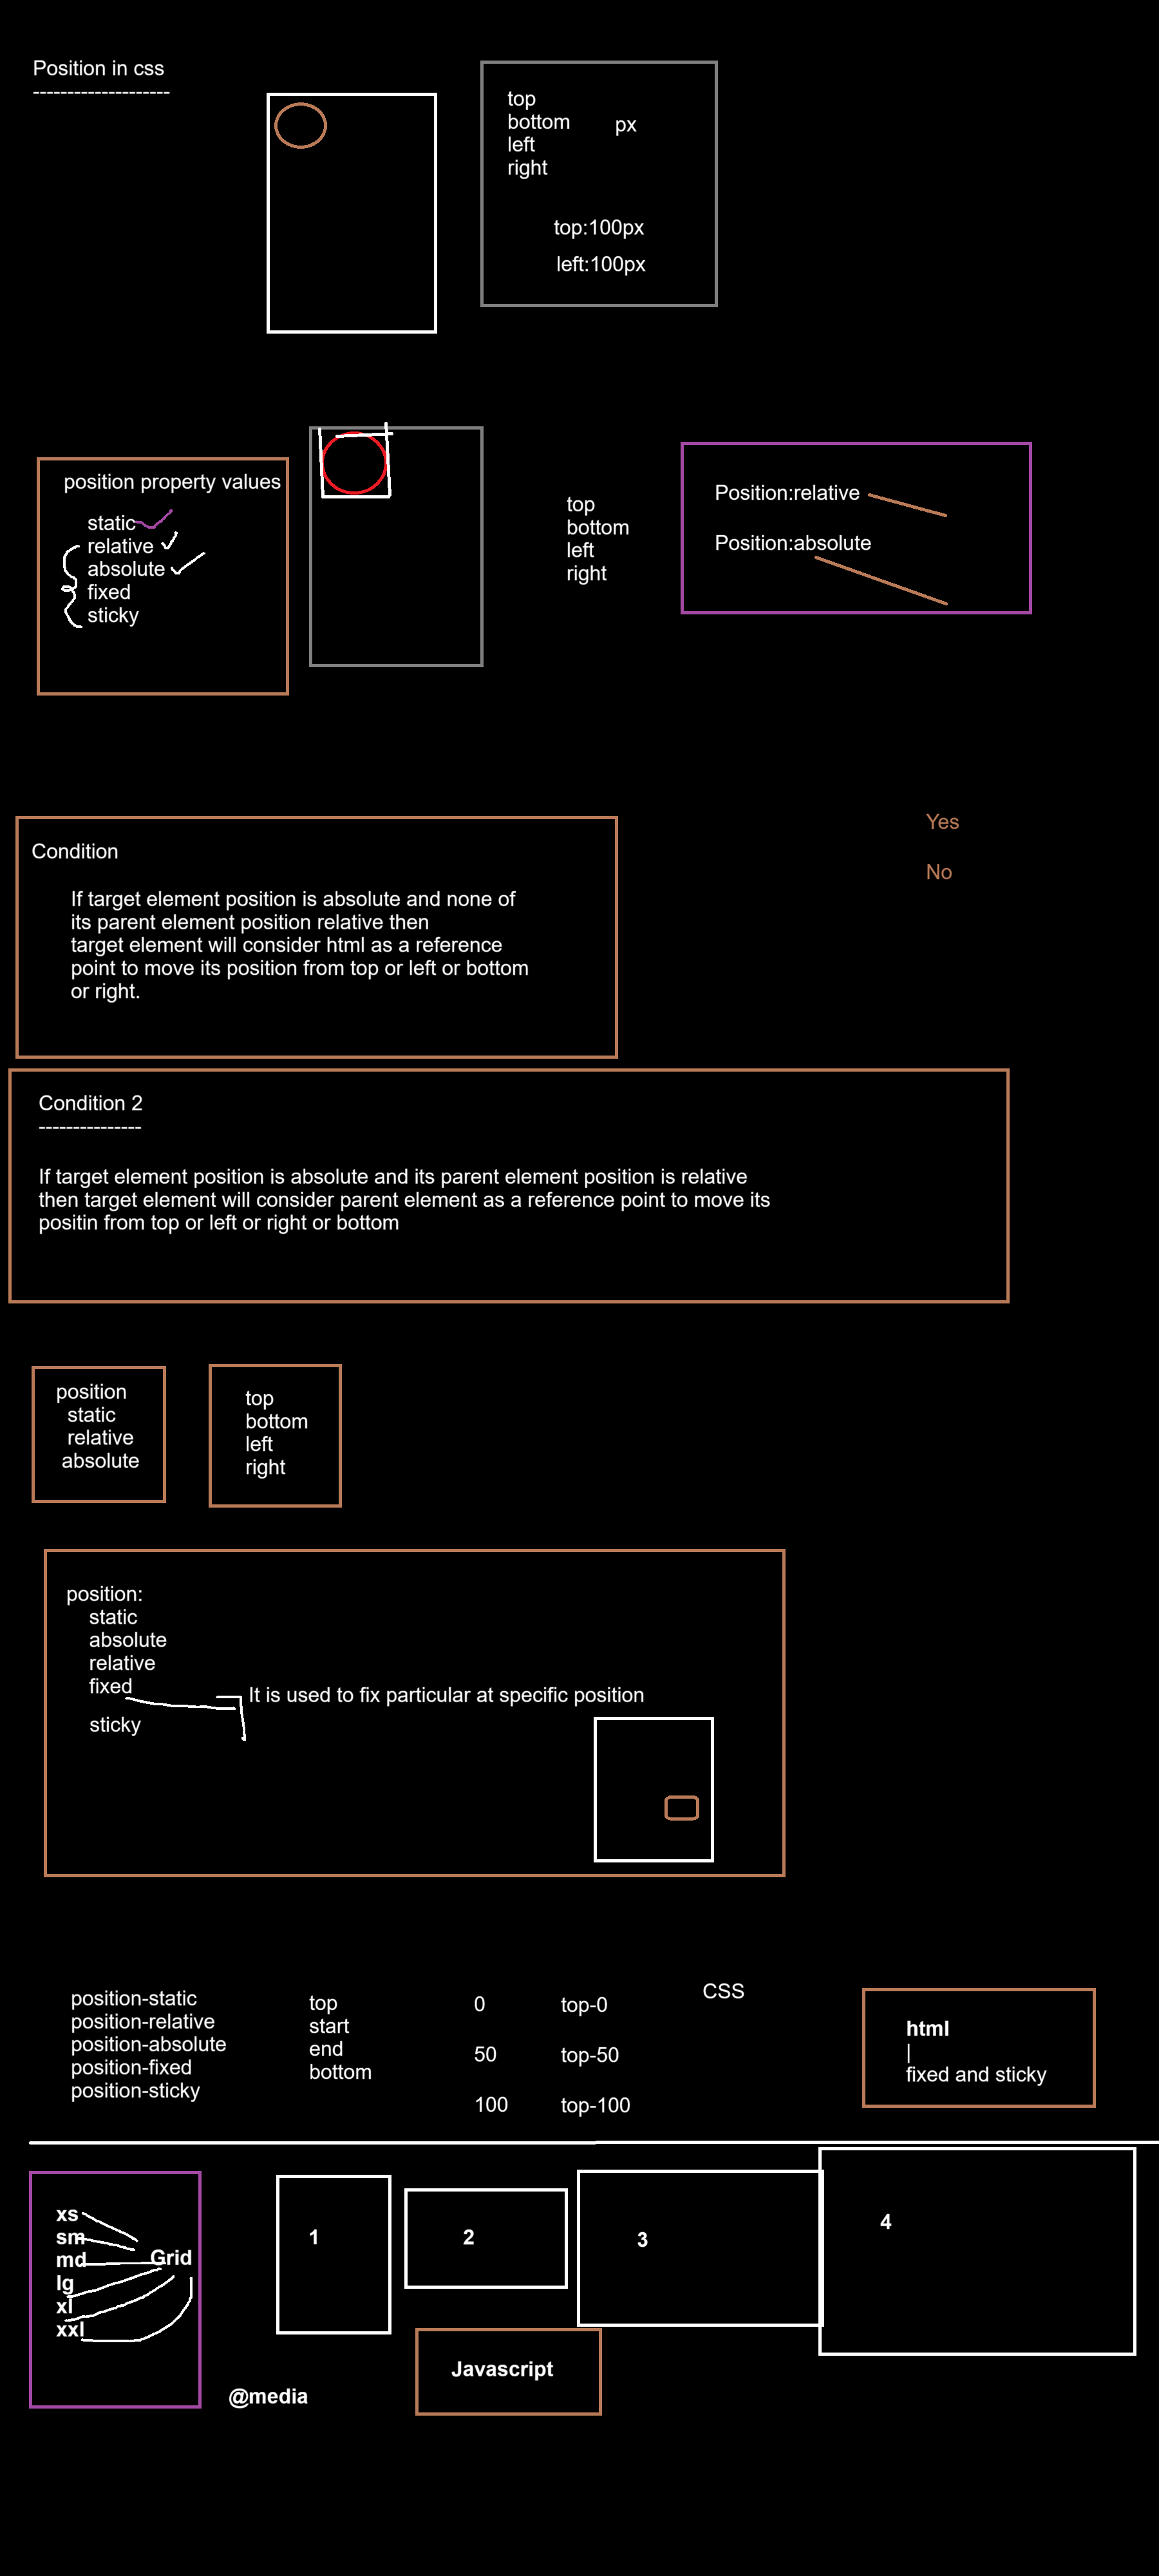 Position in css
--------------------
top
bottom
px
left
right
top:100px
left:100px
position property values
static
relative
absolute
fixed
sticky
top
bottom
left
right
Position:relative
Position:absolute
Yes
No
Condition
If target element position is absolute and none of
its parent element position relative then
target element will consider html as a reference
point to move its position from top or left or bottom
or right.
Condition 2
---------------
If target element position is absolute and its parent element position is relative
then target element will consider parent element as a reference point to move its
positin from top or left or right or bottom
position
static
relative
absolute
top
bottom
left
right
position:
static
absolute
relative
fixed
It is used to fix particular at specific position
sticky
position-static
position-relative
position-absolute
position-fixed
position-sticky
top
start
end
bottom
0
50
100
top-0
top-50
top-100
CSS
html
|
fixed and sticky
xs
sm
md
lg
xl
xxl
Grid
1
2
3
4
Javascript
@media